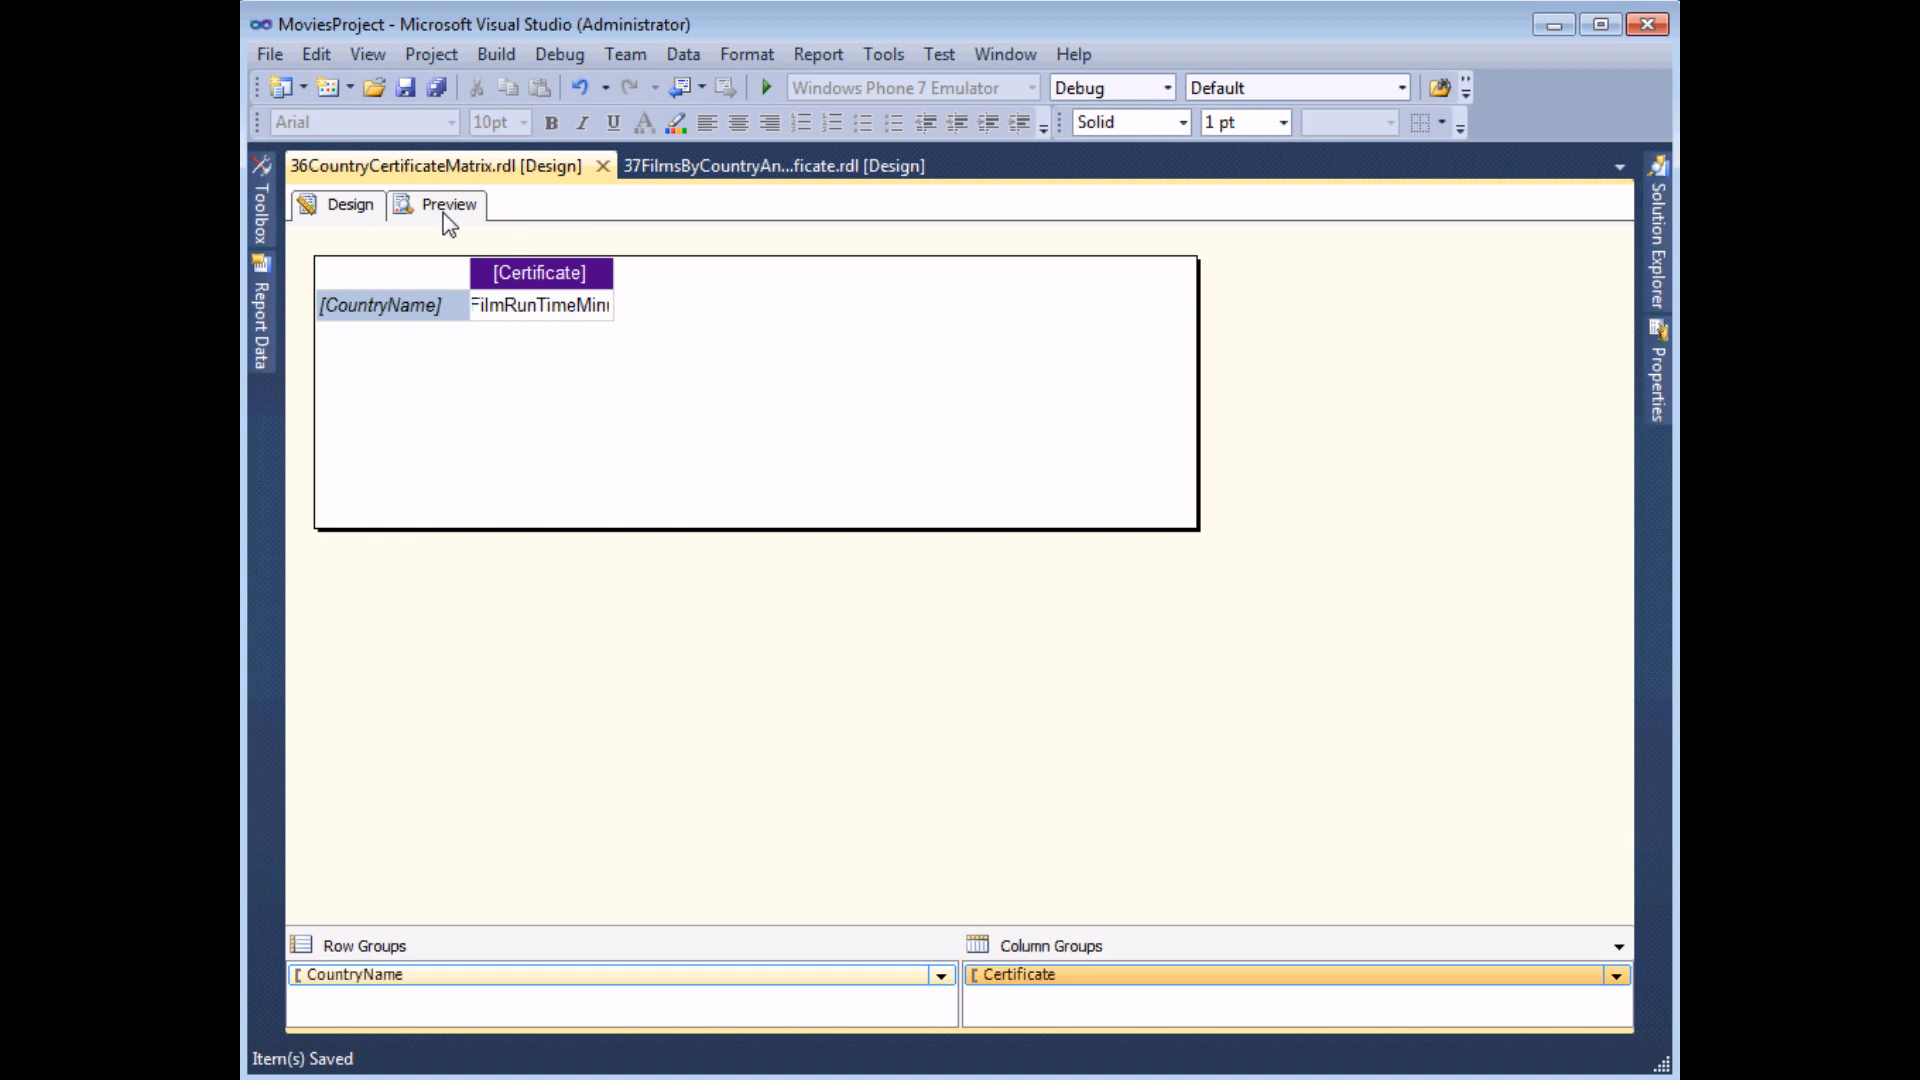 MoviesProject - Microsoft Visual Studio (Administrator)
File Edit View Project Build Debug Team Data Format Report Tools Test Window Help
Windows Phone 7 Emulator Debug Default
Arial 10pt B I U A Solid 1 pt
36CountryCertificateMatrix.rdl [Design] 37FilmsByCountryAn...ficate.rdl [Design]
Design Preview
Toolbox
Report Data
Solution Explorer
Properties
[Certificate]
[CountryName] FilmRunTimeMinu
Row Groups Column Groups
[ CountryName [ Certificate
Item(s) Saved